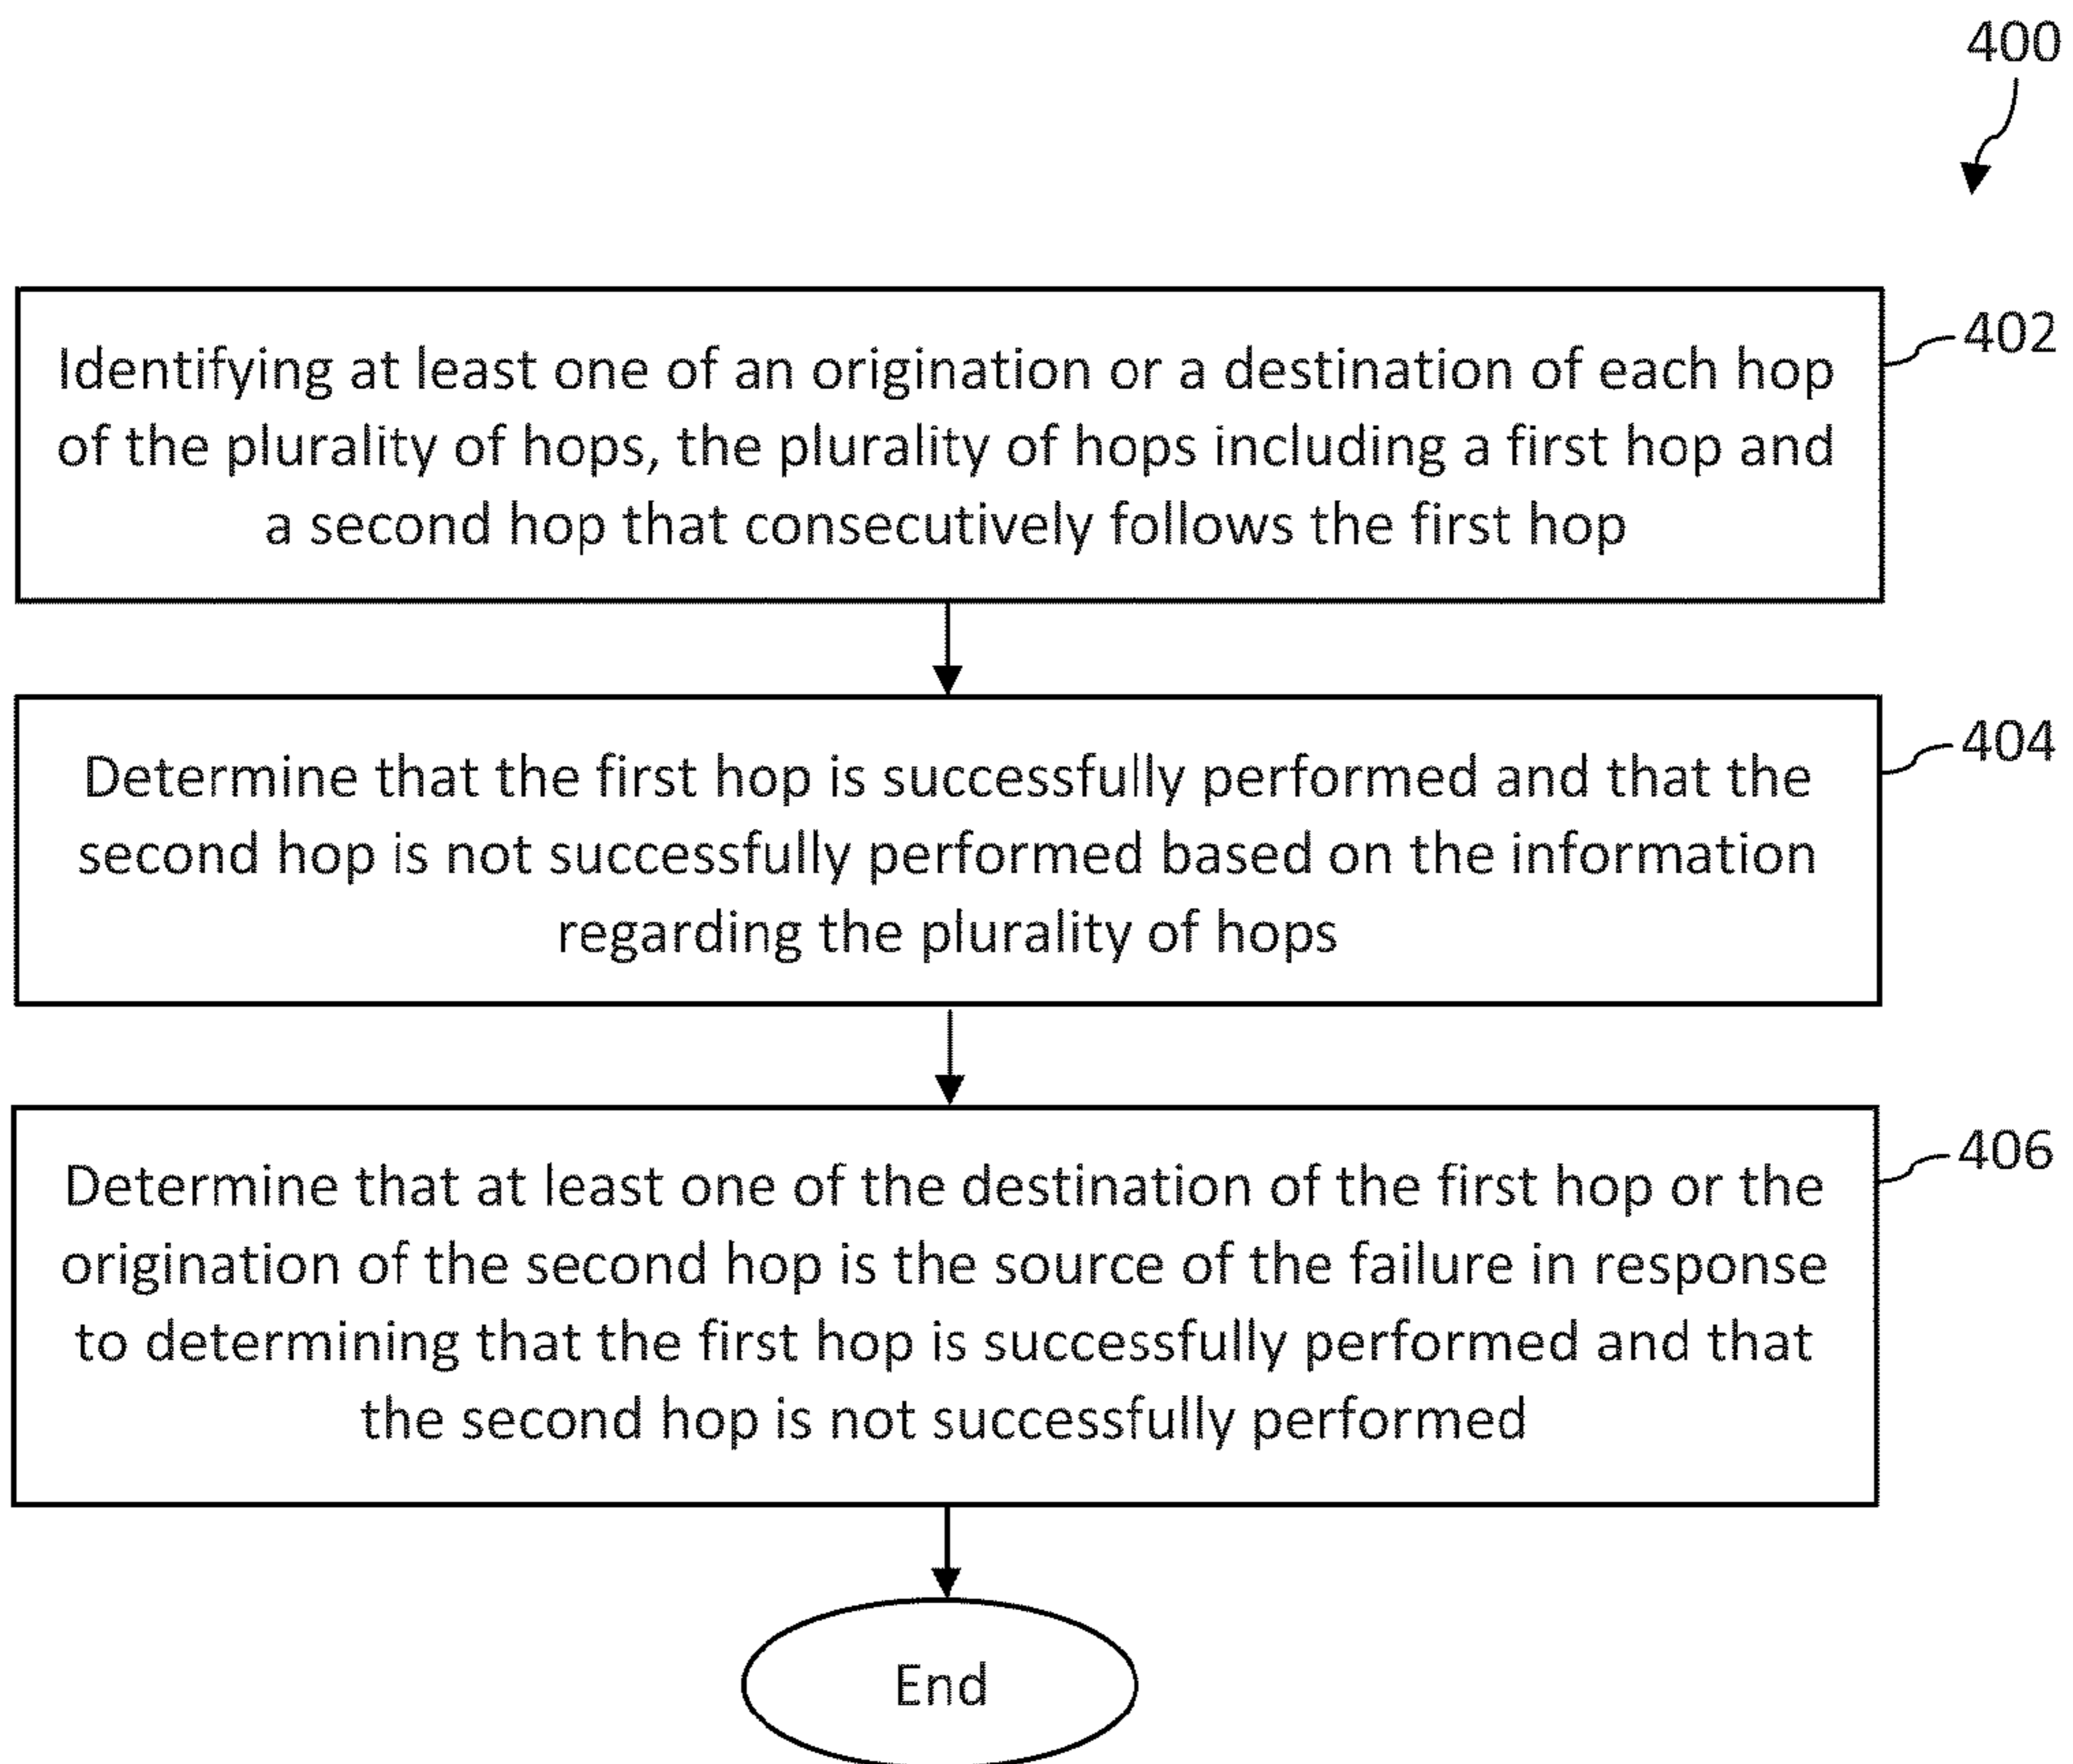 400
Identifying at least one of an origination or a destination of each hop
of the plurality of hops, the plurality of hops including a first hop and
a second hop that consecutively follows the first hop
402
Determine that the first hop is successfully performed and that the
second hop is not successfully performed based on the information
regarding the plurality of hops
404
Determine that at least one of the destination of the first hop or the
origination of the second hop is the source of the failure in response
to determining that the first hop is successfully performed and that
the second hop is not successfully performed
406
End